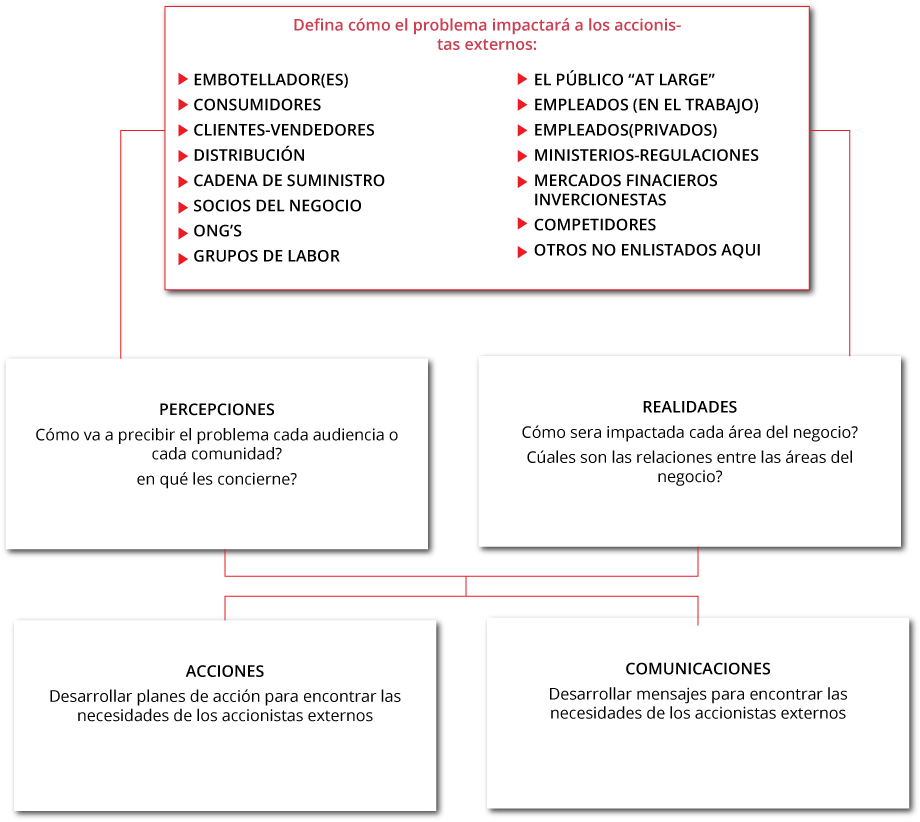 Defina cómo el problema impactará a los accionis-
tas externos:
EMBOTELLADOR(ES)
CONSUMIDORES
CLIENTES-VENDEDORES
DISTRIBUCIÓN
CADENA DE SUMINISTRO
SOCIOS DEL NEGOCIO
ONG’S
GRUPOS DE LABOR
EL PÚBLICO “AT LARGE”
EMPLEADOS (EN EL TRABAJO)
EMPLEADOS(PRIVADOS)
MINISTERIOS-REGULACIONES
MERCADOS FINACIEROS
INVERCIONESTAS
COMPETIDORES
OTROS NO ENLISTADOS AQUI
PERCEPCIONES
Cómo va a precibir el problema cada audiencia o
cada comunidad?
en qué les concierne?
REALIDADES
Cómo sera impactada cada área del negocio?
Cúales son las relaciones entre las áreas del
negocio?
ACCIONES
Desarrollar planes de acción para encontrar las
necesidades de los accionistas externos
COMUNICACIONES
Desarrollar mensajes para encontrar las
necesidades de los accionistas externos